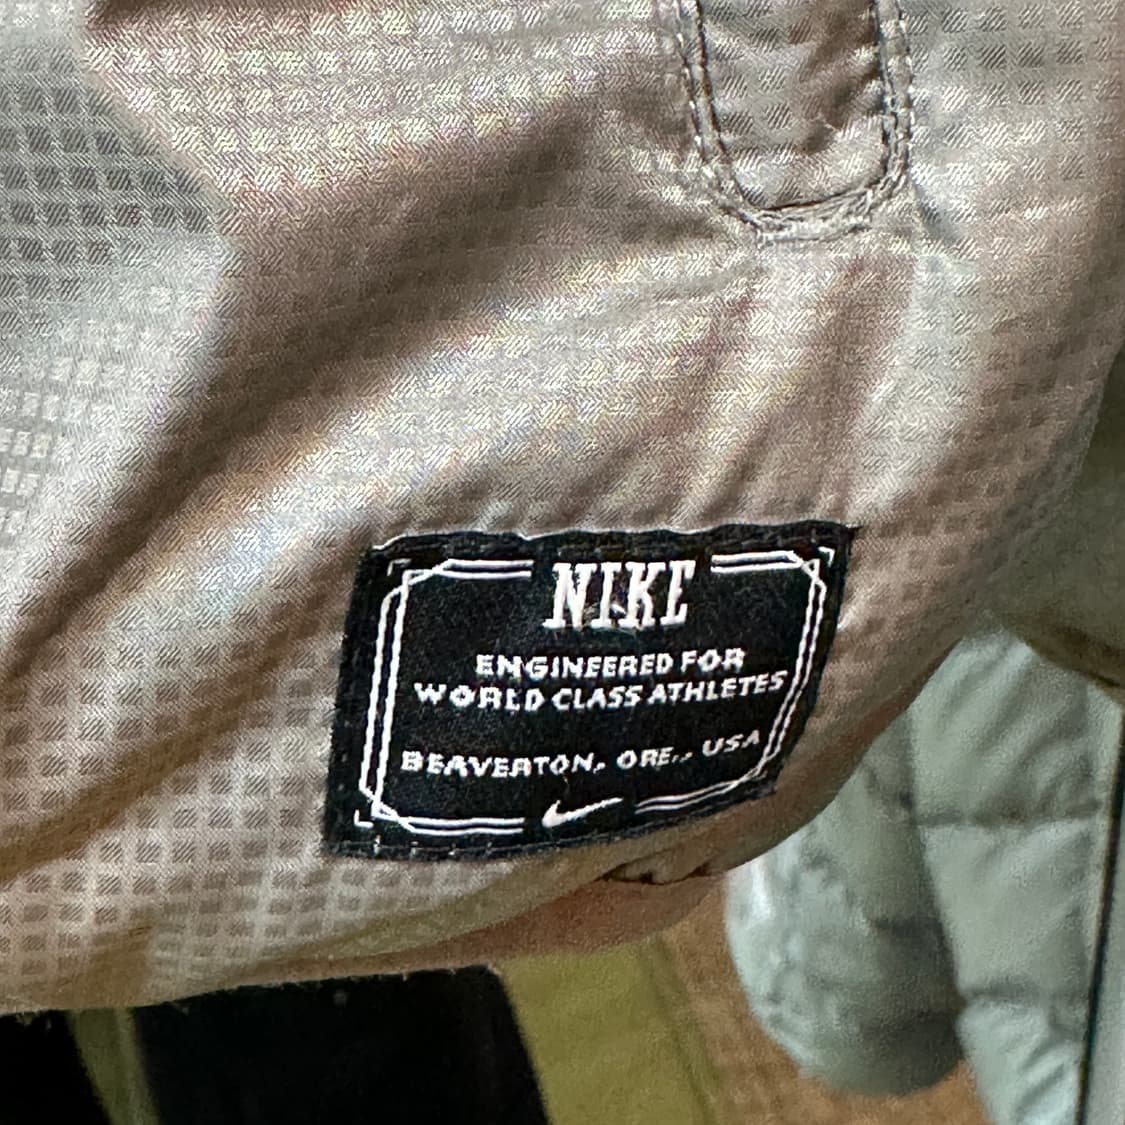 NIKE
ENGINEERED FOR
WORLD CLASS ATHLETES
BEAVERTON, ORE., USA